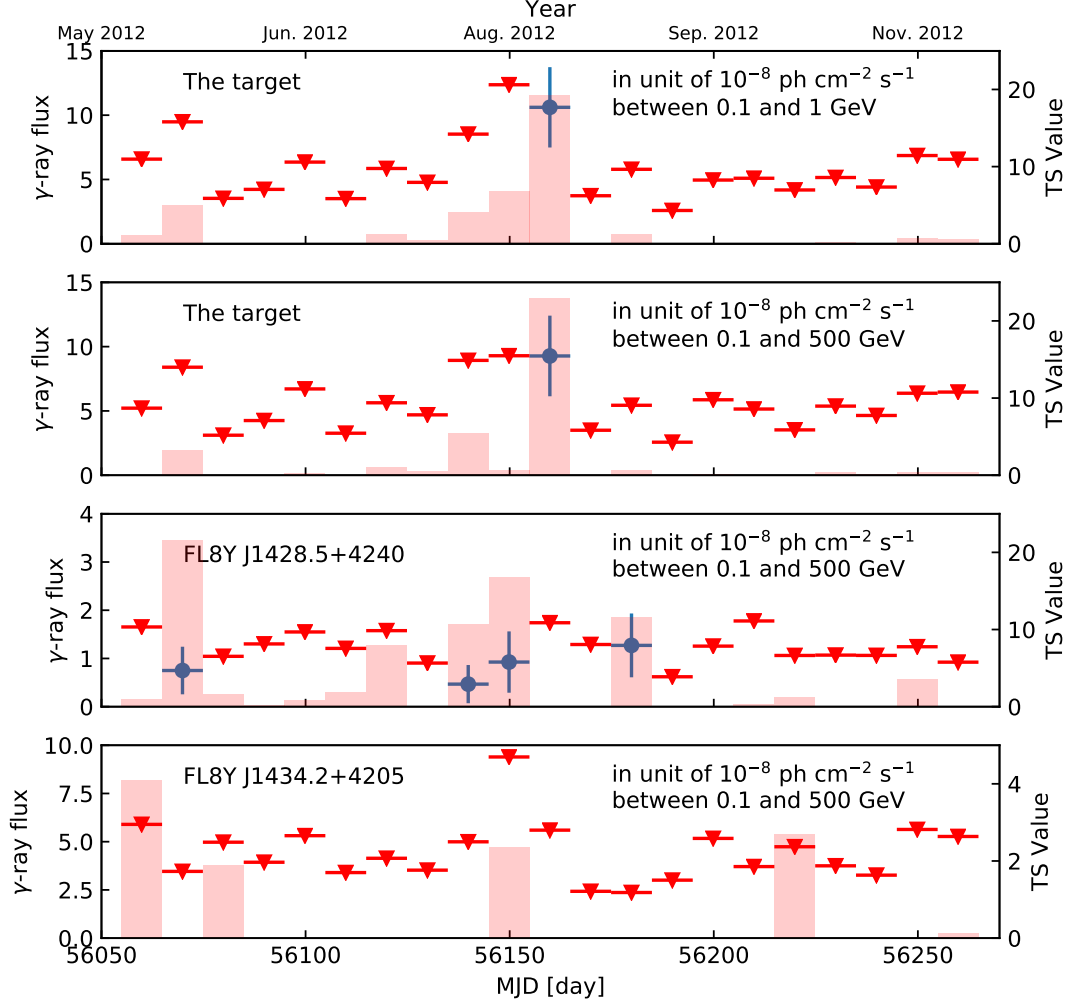 Year
May 2012 Jun. 2012 Aug. 2012 Sep. 2012 Nov. 2012
The target
in unit of 10⁻⁸ ph cm⁻² s⁻¹
between 0.1 and 1 GeV
γ-ray flux
TS Value
15
10
5
0
20
10
0
The target
in unit of 10⁻⁸ ph cm⁻² s⁻¹
between 0.1 and 500 GeV
γ-ray flux
TS Value
15
10
5
0
20
10
0
FL8Y J1428.5+4240
in unit of 10⁻⁸ ph cm⁻² s⁻¹
between 0.1 and 500 GeV
γ-ray flux
TS Value
4
3
2
1
0
20
10
0
FL8Y J1434.2+4205
in unit of 10⁻⁸ ph cm⁻² s⁻¹
between 0.1 and 500 GeV
γ-ray flux
TS Value
10.0
7.5
5.0
2.5
0.0
4
2
0
56050 56100 56150 56200 56250
MJD [day]